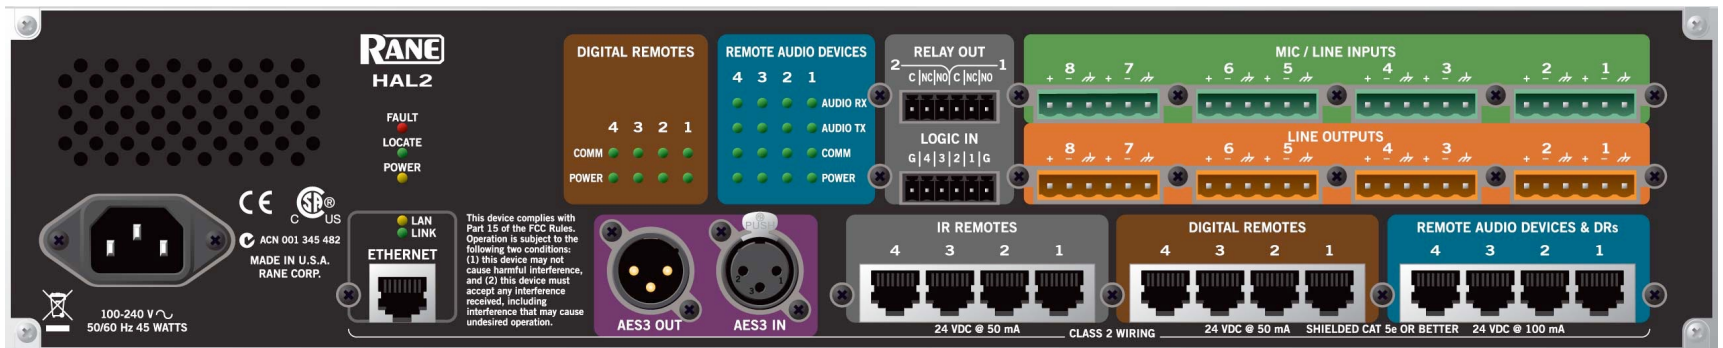 RANE
HAL2
FAULT
LOCATE
POWER
CE
SA®
C US
ACN 001 345 482
MADE IN U.S.A.
RANE CORP.
100-240 V
50/60 Hz 45 WATTS
LAN
LINK
ETHERNET
This device complies with
Part 15 of the FCC Rules.
Operation is subject to the
following two conditions:
(1) this device may not
cause harmful interference,
and (2) this device must
accept any interference
received, including
interference that may cause
undesired operation.
DIGITAL REMOTES
4 3 2 1
COMM
POWER
REMOTE AUDIO DEVICES
4 3 2 1
AUDIO RX
AUDIO TX
COMM
POWER
RELAY OUT
2 1
C|NC|NO C|NC|NO
LOGIC IN
G|4|3|2|1|G
MIC / LINE INPUTS
8 7 6 5 4 3 2 1
+ − + − + − + − + − + − + − + −
LINE OUTPUTS
8 7 6 5 4 3 2 1
+ − + − + − + − + − + − + − + −
AES3 OUT
PUSH
2 1
3
AES3 IN
IR REMOTES
4 3 2 1
24 VDC @ 50 mA
DIGITAL REMOTES
4 3 2 1
24 VDC @ 50 mA
REMOTE AUDIO DEVICES & DRs
4 3 2 1
SHIELDED CAT 5e OR BETTER
24 VDC @ 100 mA
CLASS 2 WIRING